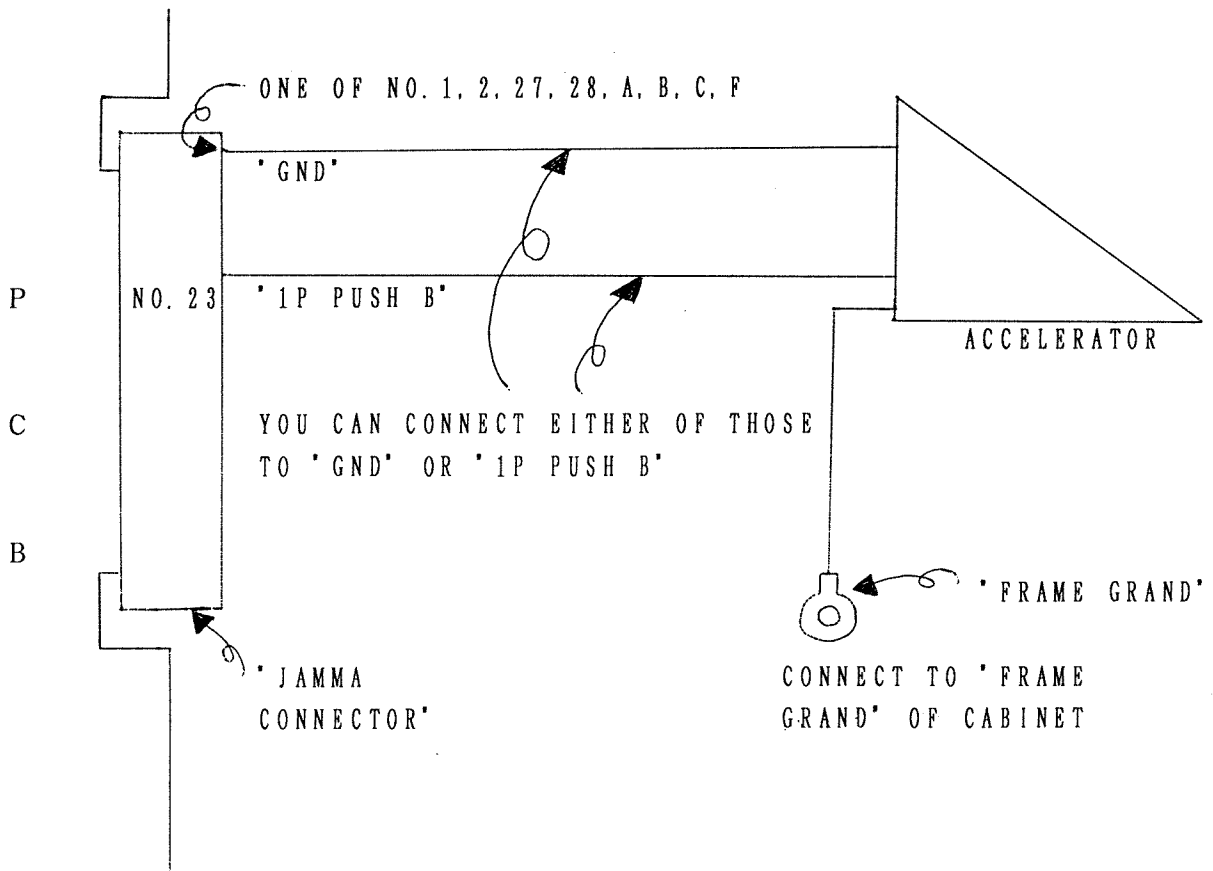 ONE OF NO. 1, 2, 27, 28, A, B, C, F
"GND"
P
NO. 23
"1P PUSH B"
ACCELERATOR
C
YOU CAN CONNECT EITHER OF THOSE
TO "GND" OR "1P PUSH B"
B
"FRAME GRAND"
"JAMMA
CONNECTOR"
CONNECT TO "FRAME
GRAND" OF CABINET